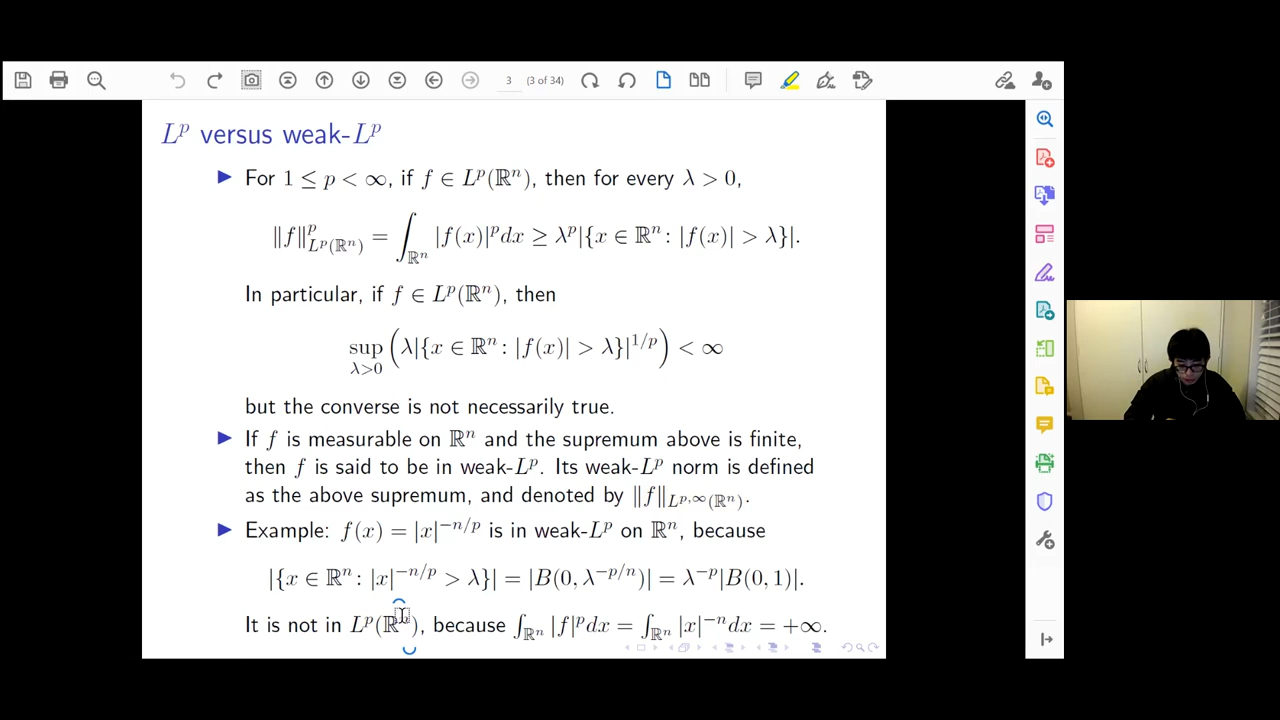 3 (3 of 34)
L^p versus weak-L^p
▶ For 1 ≤ p < ∞, if f ∈ L^p(ℝ^n), then for every λ > 0,
‖f‖^p_{L^p(ℝ^n)} = ∫_{ℝ^n} |f(x)|^p dx ≥ λ^p|{x ∈ ℝ^n : |f(x)| > λ}|.
In particular, if f ∈ L^p(ℝ^n), then
sup_{λ>0} (λ|{x ∈ ℝ^n : |f(x)| > λ}|^{1/p}) < ∞
but the converse is not necessarily true.
▶ If f is measurable on ℝ^n and the supremum above is finite,
then f is said to be in weak-L^p. Its weak-L^p norm is defined
as the above supremum, and denoted by ‖f‖_{L^{p,∞}(ℝ^n)}.
▶ Example: f(x) = |x|^{-n/p} is in weak-L^p on ℝ^n, because
|{x ∈ ℝ^n : |x|^{-n/p} > λ}| = |B(0, λ^{-p/n})| = λ^{-p}|B(0, 1)|.
It is not in L^p(ℝ^n), because ∫_{ℝ^n} |f|^p dx = ∫_{ℝ^n} |x|^{-n} dx = +∞.